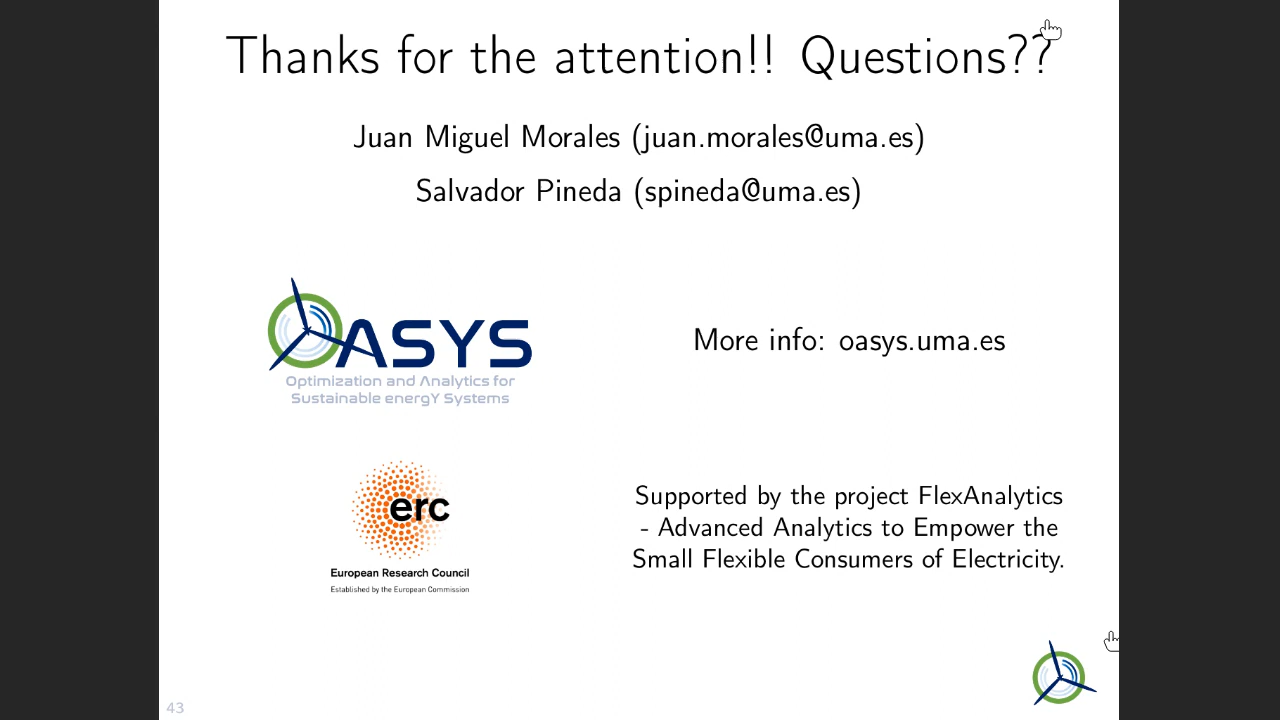 Thanks for the attention!! Questions??
Juan Miguel Morales (juan.morales@uma.es)
Salvador Pineda (spineda@uma.es)
OASYS
Optimization and Analytics for
Sustainable energY Systems
More info: oasys.uma.es
erc
European Research Council
Established by the European Commission
Supported by the project FlexAnalytics
- Advanced Analytics to Empower the
Small Flexible Consumers of Electricity.
43